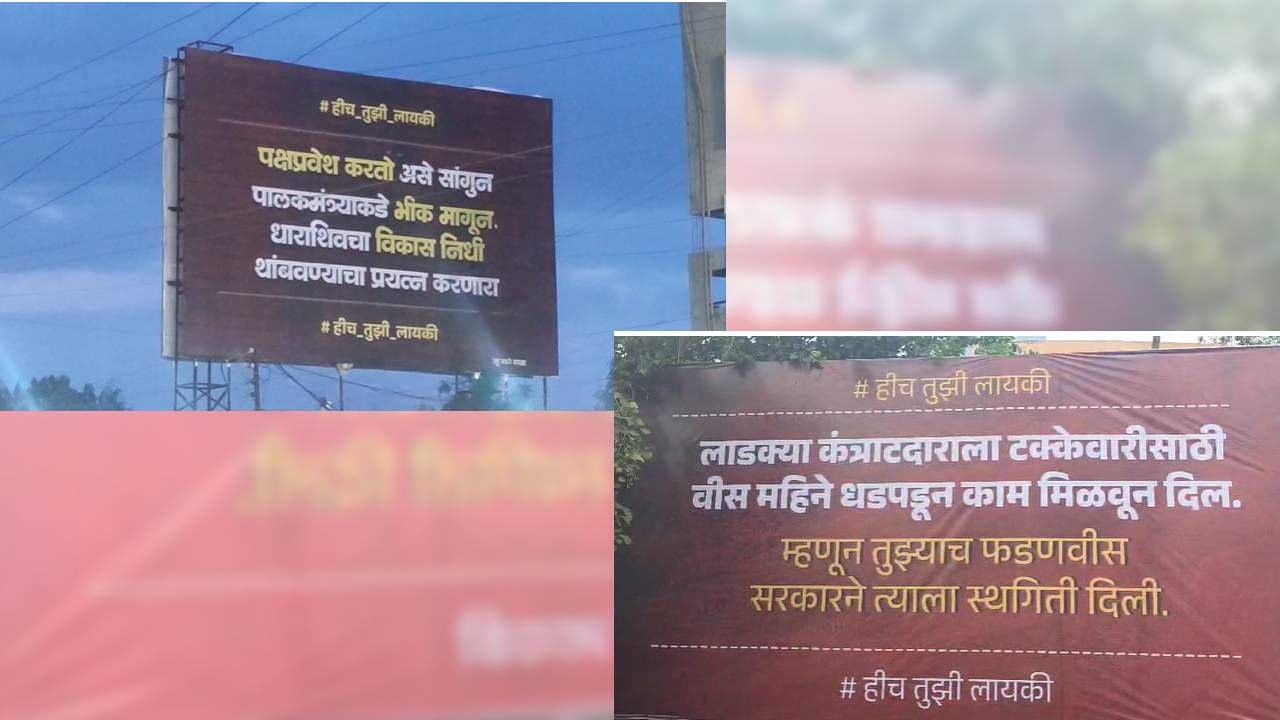 # हीच_तुझी_लायकी
पक्षप्रवेश करतो असे सांगुन
पालकमंत्र्याकडे भीक मागून.
धाराशिवचा विकास निधी
थांबवण्याचा प्रयत्न करणारा
# हीच_तुझी_लायकी
# हीच तुझी लायकी
लाडक्या कंत्राटदाराला टक्केवारीसाठी
वीस महिने धडपडून काम मिळवून दिल.
म्हणून तुझ्याच फडणवीस
सरकारने त्याला स्थगिती दिली.
# हीच तुझी लायकी